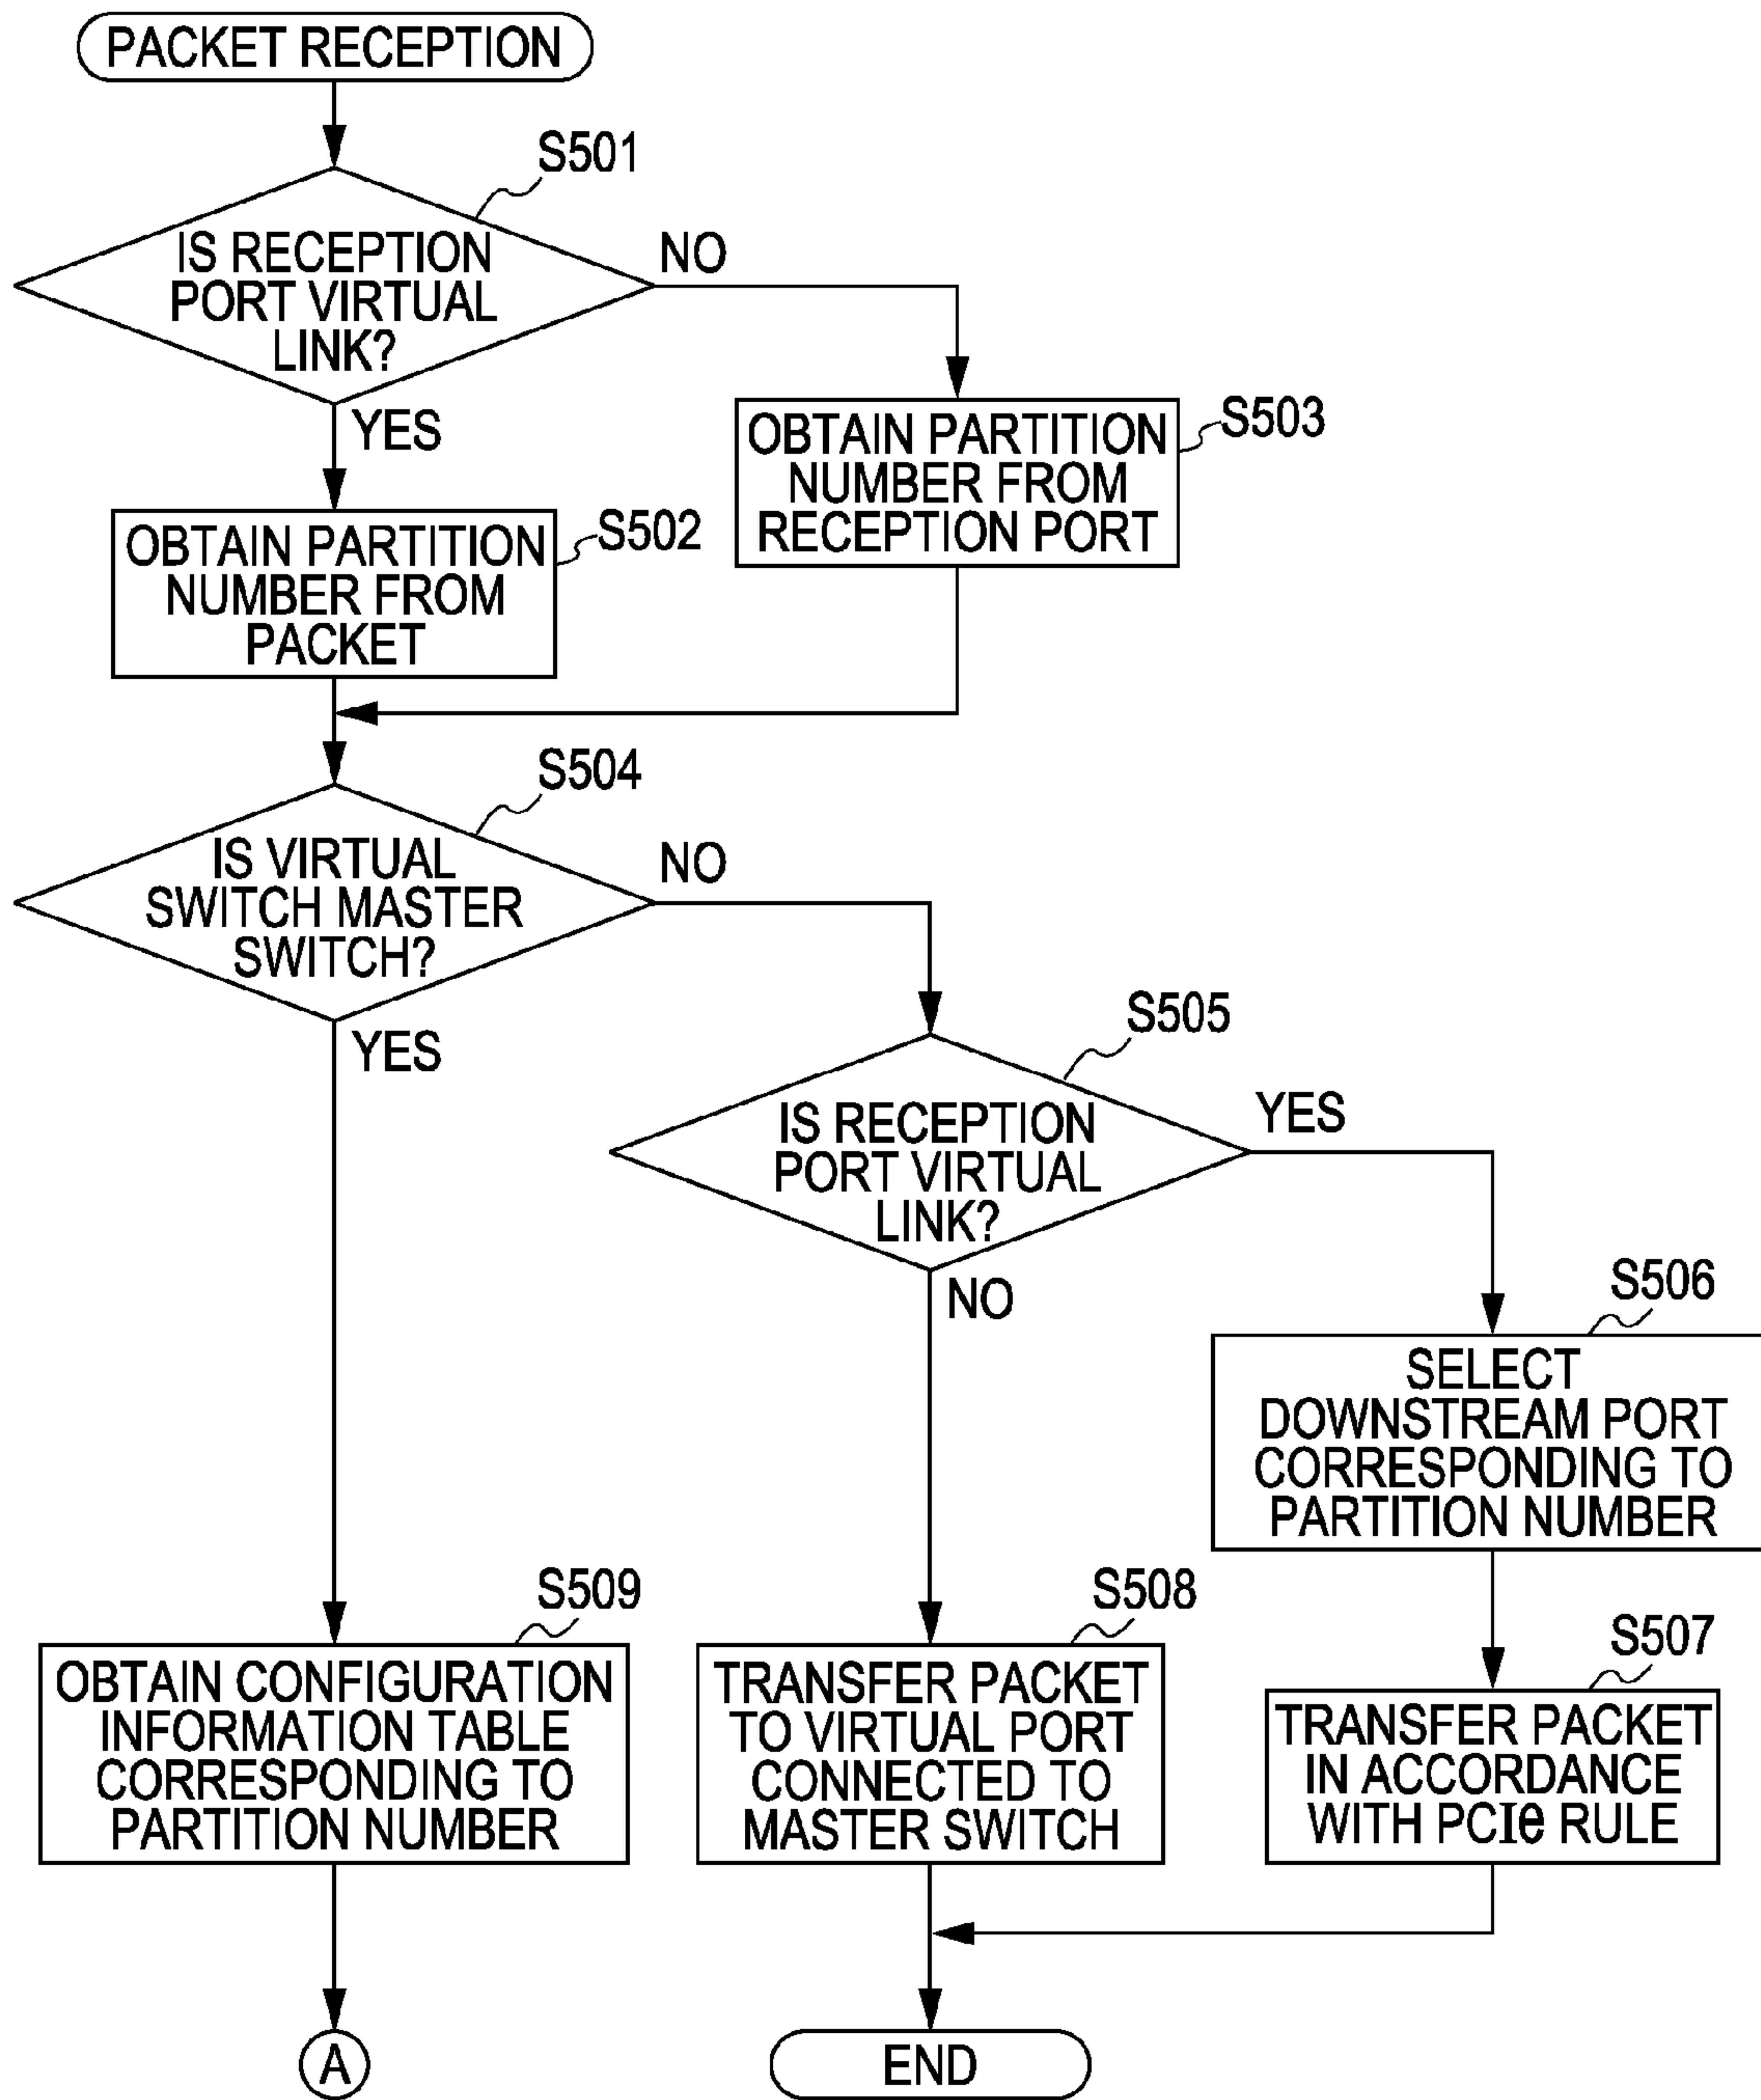 PACKET RECEPTION
S501
IS RECEPTION
PORT VIRTUAL
LINK?
NO
YES
S503
OBTAIN PARTITION
NUMBER FROM
RECEPTION PORT
S502
OBTAIN PARTITION
NUMBER FROM
PACKET
S504
IS VIRTUAL
SWITCH MASTER
SWITCH?
NO
YES
S505
IS RECEPTION
PORT VIRTUAL
LINK?
YES
NO
S506
SELECT
DOWNSTREAM PORT
CORRESPONDING TO
PARTITION NUMBER
S509
OBTAIN CONFIGURATION
INFORMATION TABLE
CORRESPONDING TO
PARTITION NUMBER
S508
TRANSFER PACKET
TO VIRTUAL PORT
CONNECTED TO
MASTER SWITCH
S507
TRANSFER PACKET
IN ACCORDANCE
WITH PCIe RULE
A
END